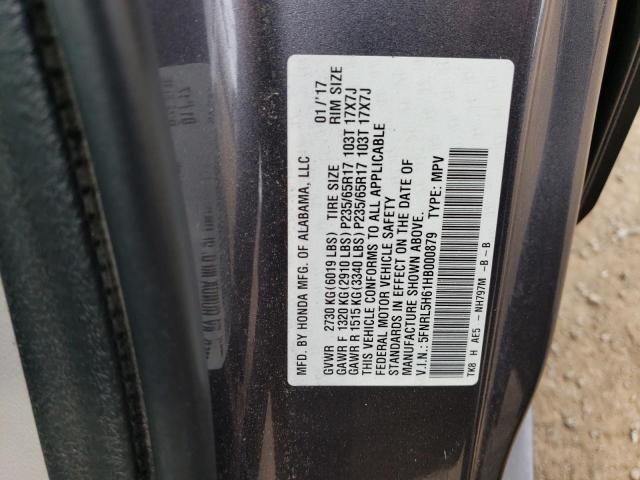 MFD. BY HONDA MFG. OF ALABAMA, LLC 01/'17
GVWR 2730 KG(6019 LBS) TIRE SIZE RIM SIZE
GAWR F 1320 KG(2910 LBS) P235/65R17 103T 17X7J
GAWR R 1515 KG(3340 LBS) P235/65R17 103T 17X7J
THIS VEHICLE CONFORMS TO ALL APPLICABLE
FEDERAL MOTOR VEHICLE SAFETY
STANDARDS IN EFFECT ON THE DATE OF
MANUFACTURE SHOWN ABOVE.
V.I.N.: 5FNRL5H61HB000879 TYPE: MPV
TK8 H AE5 - NH797M -B - B